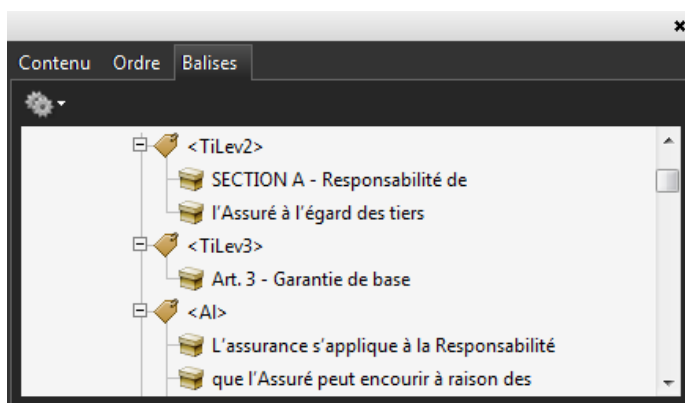 Contenu Ordre Balises
<TiLev2>
SECTION A - Responsabilité de
l'Assuré à l'égard des tiers
<TiLev3>
Art. 3 - Garantie de base
<Al>
L'assurance s'applique à la Responsabilité
que l'Assuré peut encourir à raison des